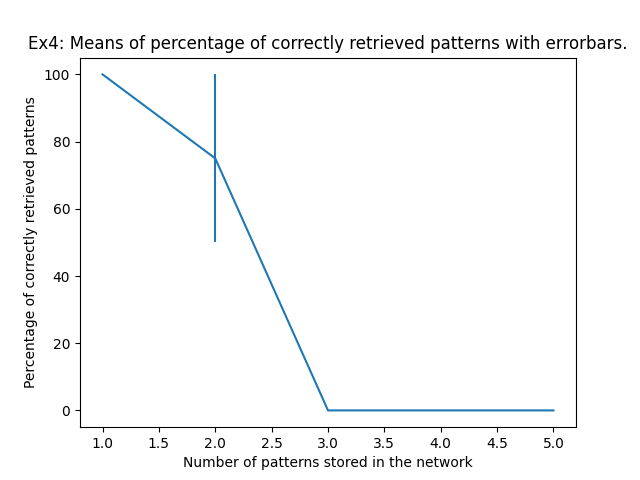 Ex4: Means of percentage of correctly retrieved patterns with errorbars.
Percentage of correctly retrieved patterns
100
80
60
40
20
0
1.0 1.5 2.0 2.5 3.0 3.5 4.0 4.5 5.0
Number of patterns stored in the network